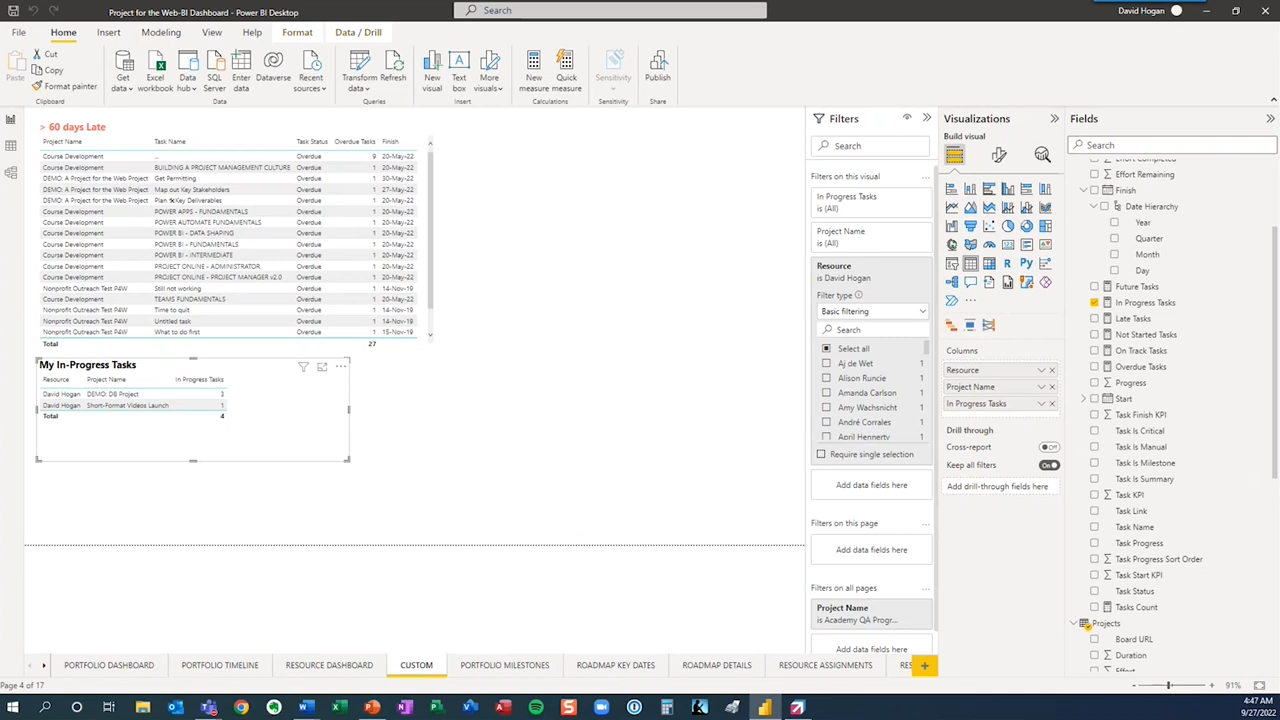 Project for the Web-BI Dashboard - Power BI Desktop
Search
David Hogan
File Home Insert Modeling View Help Format Data / Drill
Paste
Cut
Copy
Format painter
Get data
Excel workbook
Data hub
SQL Server
Enter data
Dataverse
Recent sources
Transform data
Refresh
New visual
Text box
More visuals
New measure
Quick measure
Sensitivity
Publish
Clipboard Data Queries Insert Calculations Sensitivity Share
> 60 days Late
Project Name Task Name Task Status Overdue Tasks Finish
Course Development ... Overdue 9 20-May-22
Course Development BUILDING A PROJECT MANAGEMENT CULTURE Overdue 1 20-May-22
DEMO: A Project for the Web Project Get Permitting Overdue 1 30-May-22
DEMO: A Project for the Web Project Map out Key Stakeholders Overdue 1 27-May-22
DEMO: A Project for the Web Project Plan Key Deliverables Overdue 1 20-May-22
Course Development POWER APPS - FUNDAMENTALS Overdue 1 20-May-22
Course Development POWER AUTOMATE FUNDAMENTALS Overdue 1 20-May-22
Course Development POWER BI - DATA SHAPING Overdue 1 20-May-22
Course Development POWER BI - FUNDAMENTALS Overdue 1 20-May-22
Course Development POWER BI - INTERMEDIATE Overdue 1 20-May-22
Course Development PROJECT ONLINE - ADMINISTRATOR Overdue 1 20-May-22
Course Development PROJECT ONLINE - PROJECT MANAGER v2.0 Overdue 1 20-May-22
Nonprofit Outreach Test P4W Still not working Overdue 1 14-Nov-19
Course Development TEAMS FUNDAMENTALS Overdue 1 20-May-22
Nonprofit Outreach Test P4W Time to quit Overdue 1 14-Nov-19
Nonprofit Outreach Test P4W Untitled task Overdue 1 14-Nov-19
Nonprofit Outreach Test P4W What to do first Overdue 1 15-Nov-19
Total 27
My In-Progress Tasks
Resource Project Name In Progress Tasks
David Hogan DEMO: DB Project 3
David Hogan Short-Format Videos Launch 1
Total 4
Filters
Search
Filters on this visual ...
In Progress Tasks
is (All)
Project Name
is (All)
Resource
is David Hogan
Filter type
Basic filtering
Search
Select all
Aj de Wet 1
Alison Runcie 1
Amanda Carlson 1
Amy Wachsnicht 1
André Corrales 1
April Hennerty 1
Require single selection
Add data fields here
Filters on this page ...
Add data fields here
Filters on all pages ...
Project Name
is Academy QA Progr...
Add data fields here
Visualizations
Build visual
R Py
...
Columns
Resource
Project Name
In Progress Tasks
Drill through
Cross-report Off
Keep all filters On
Add drill-through fields here
Fields
Search
Effort Completed
Effort Remaining
Finish
Date Hierarchy
Year
Quarter
Month
Day
Future Tasks
In Progress Tasks
Late Tasks
Not Started Tasks
On Track Tasks
Overdue Tasks
Progress
Start
Task Finish KPI
Task Is Critical
Task Is Manual
Task Is Milestone
Task Is Summary
Task KPI
Task Link
Task Name
Task Progress
Task Progress Sort Order
Task Start KPI
Task Status
Tasks Count
Projects
Board URL
Duration
Effort
PORTFOLIO DASHBOARD PORTFOLIO TIMELINE RESOURCE DASHBOARD CUSTOM PORTFOLIO MILESTONES ROADMAP KEY DATES ROADMAP DETAILS RESOURCE ASSIGNMENTS
Page 4 of 17
- + 91%
4:47 AM
9/27/2022